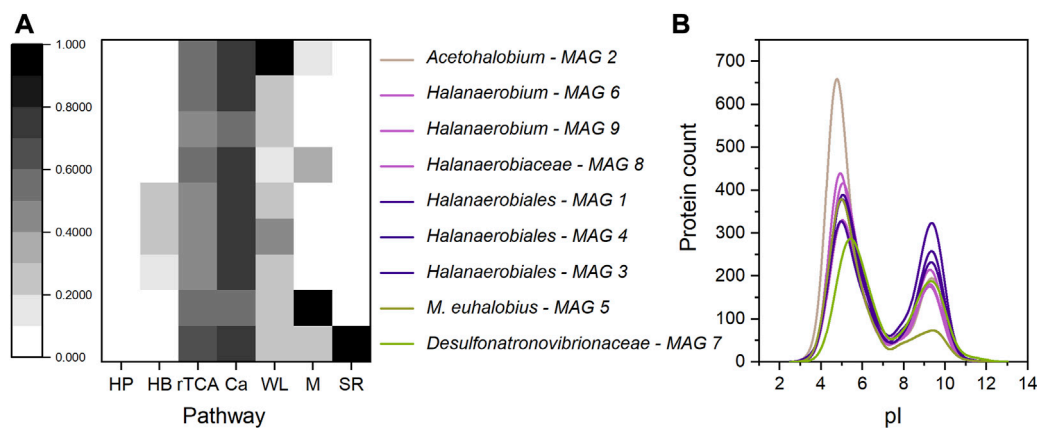 A
1.000
0.8000
0.6000
0.4000
0.2000
0.000
HP HB rTCA Ca WL M SR
Pathway
Acetohalobium - MAG 2
Halanaerobium - MAG 6
Halanaerobium - MAG 9
Halanaerobiaceae - MAG 8
Halanaerobiales - MAG 1
Halanaerobiales - MAG 4
Halanaerobiales - MAG 3
M. euhalobius - MAG 5
Desulfonatronovibrionaceae - MAG 7
B
Protein count
700
600
500
400
300
200
100
0
2 4 6 8 10 12 14
pI